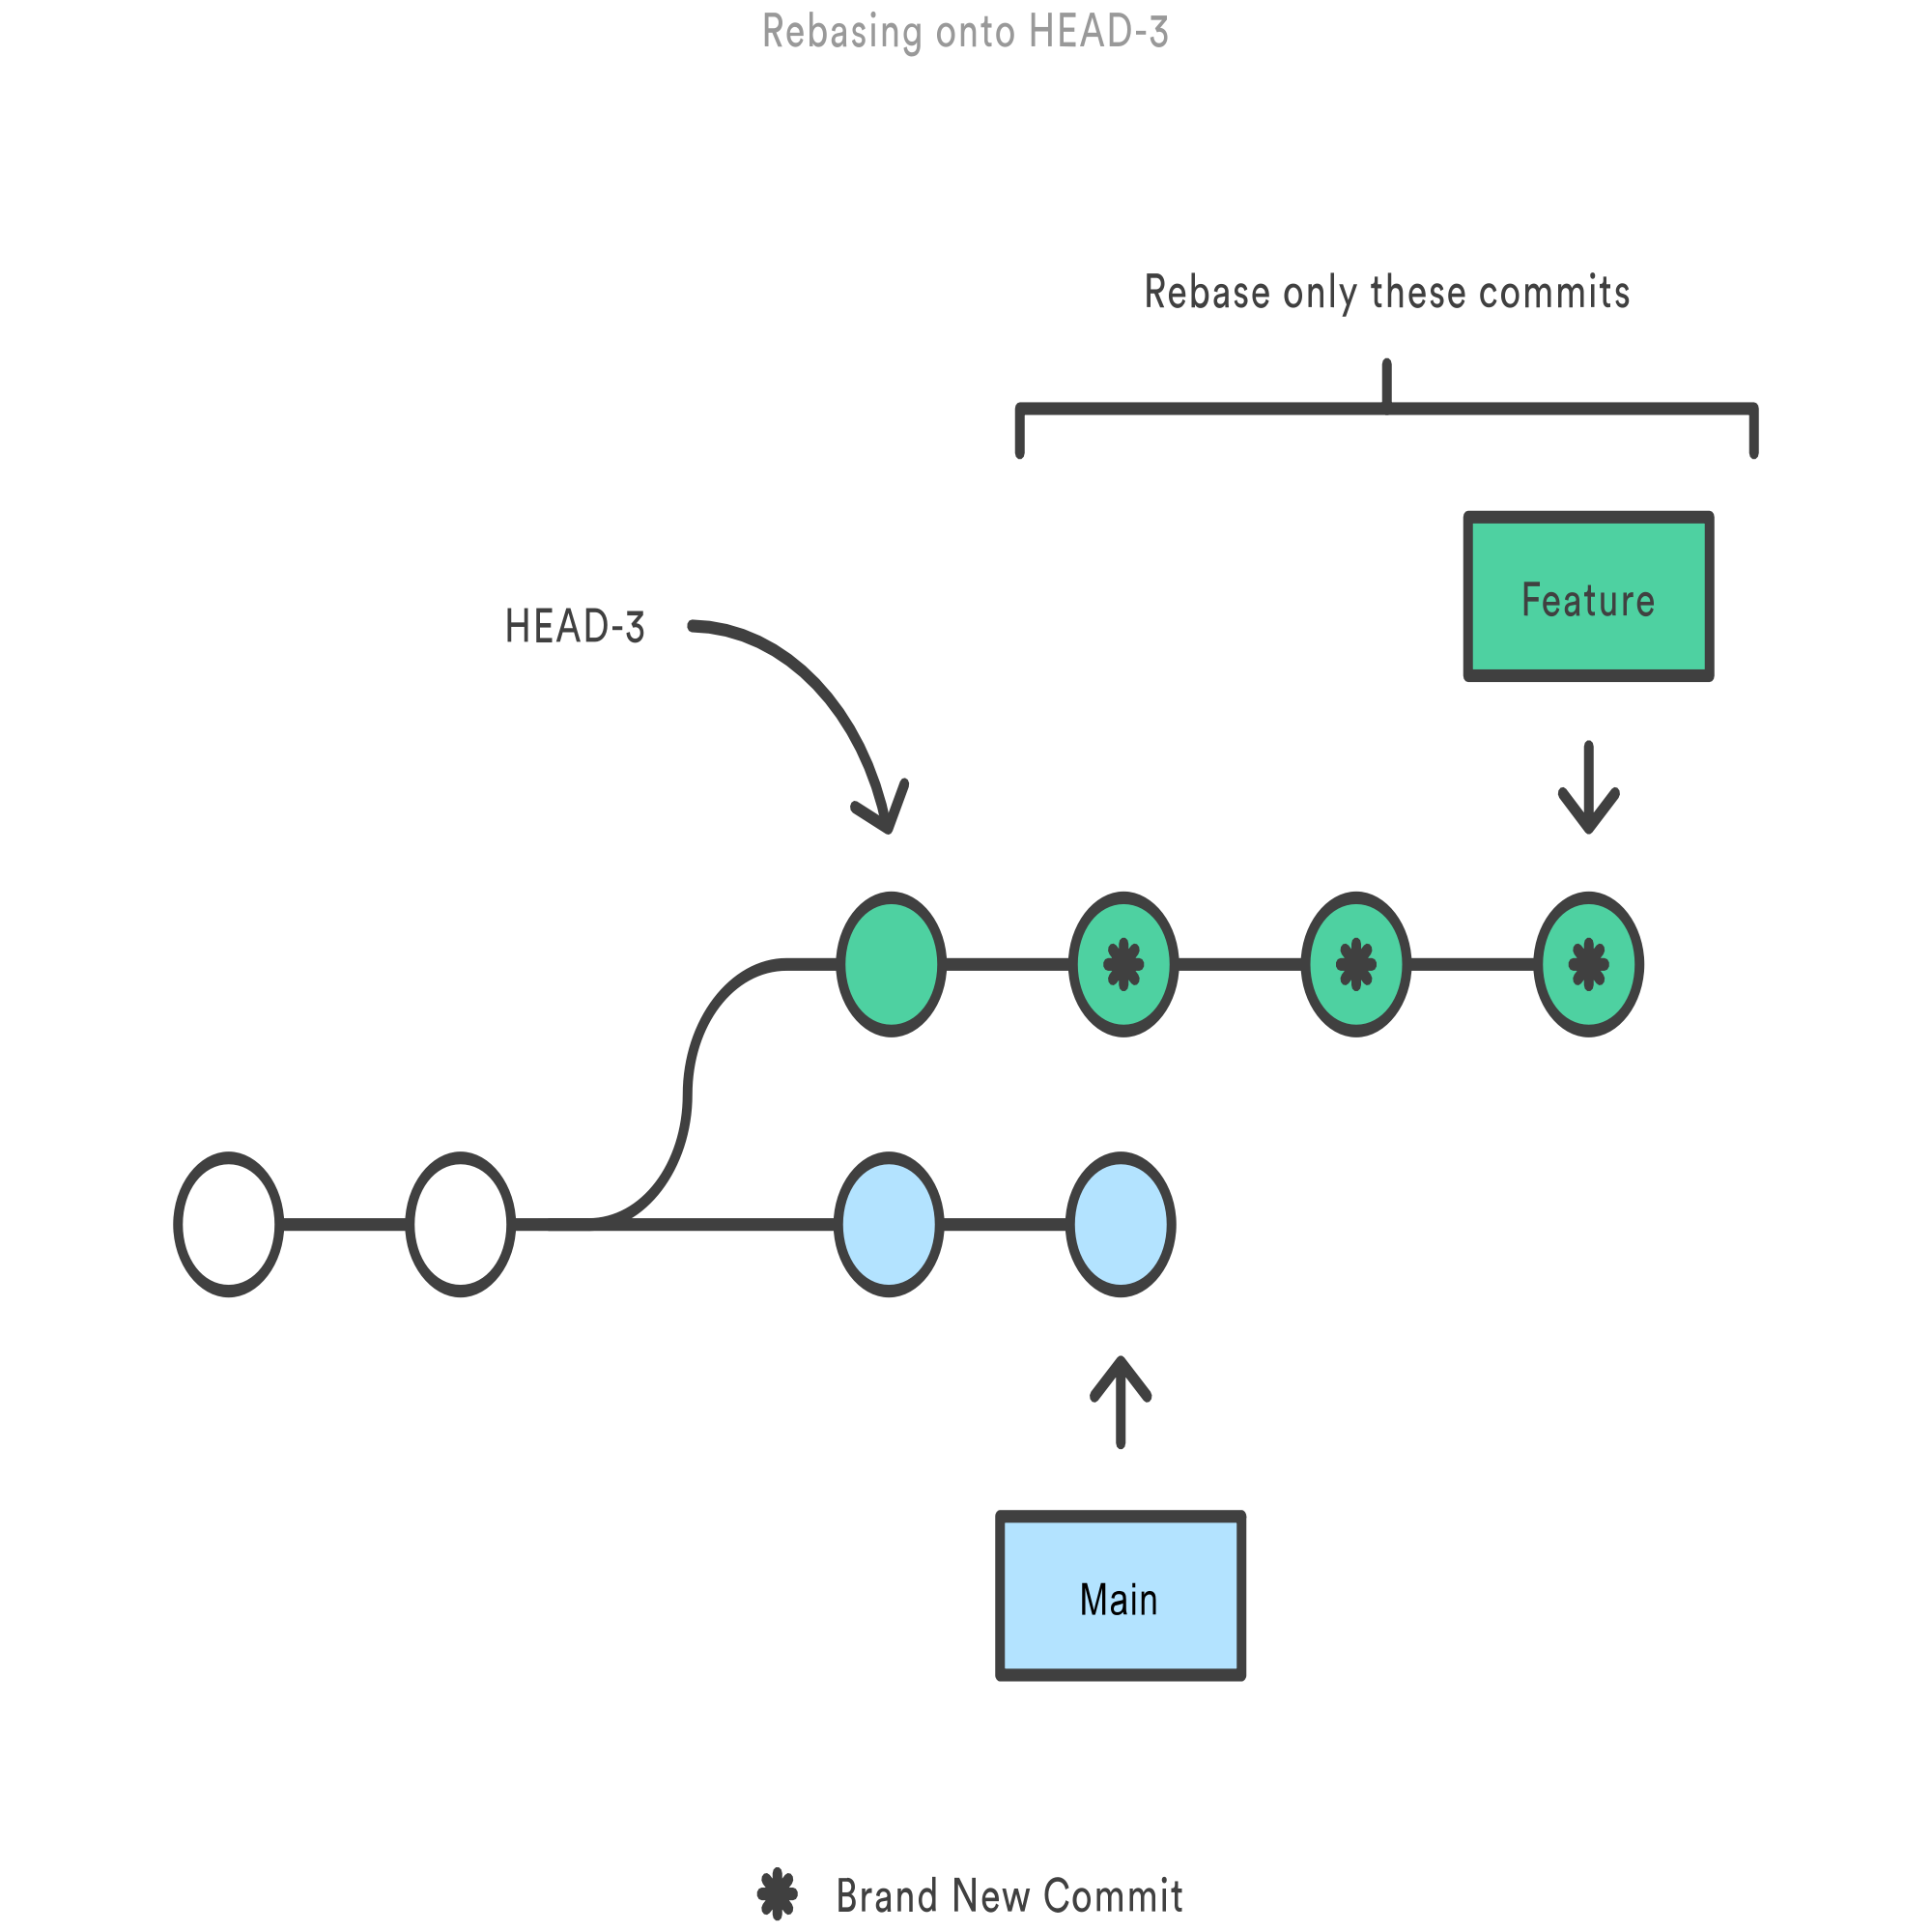 Rebasing onto HEAD-3
Rebase only these commits
Feature
HEAD-3
Main
Brand New Commit